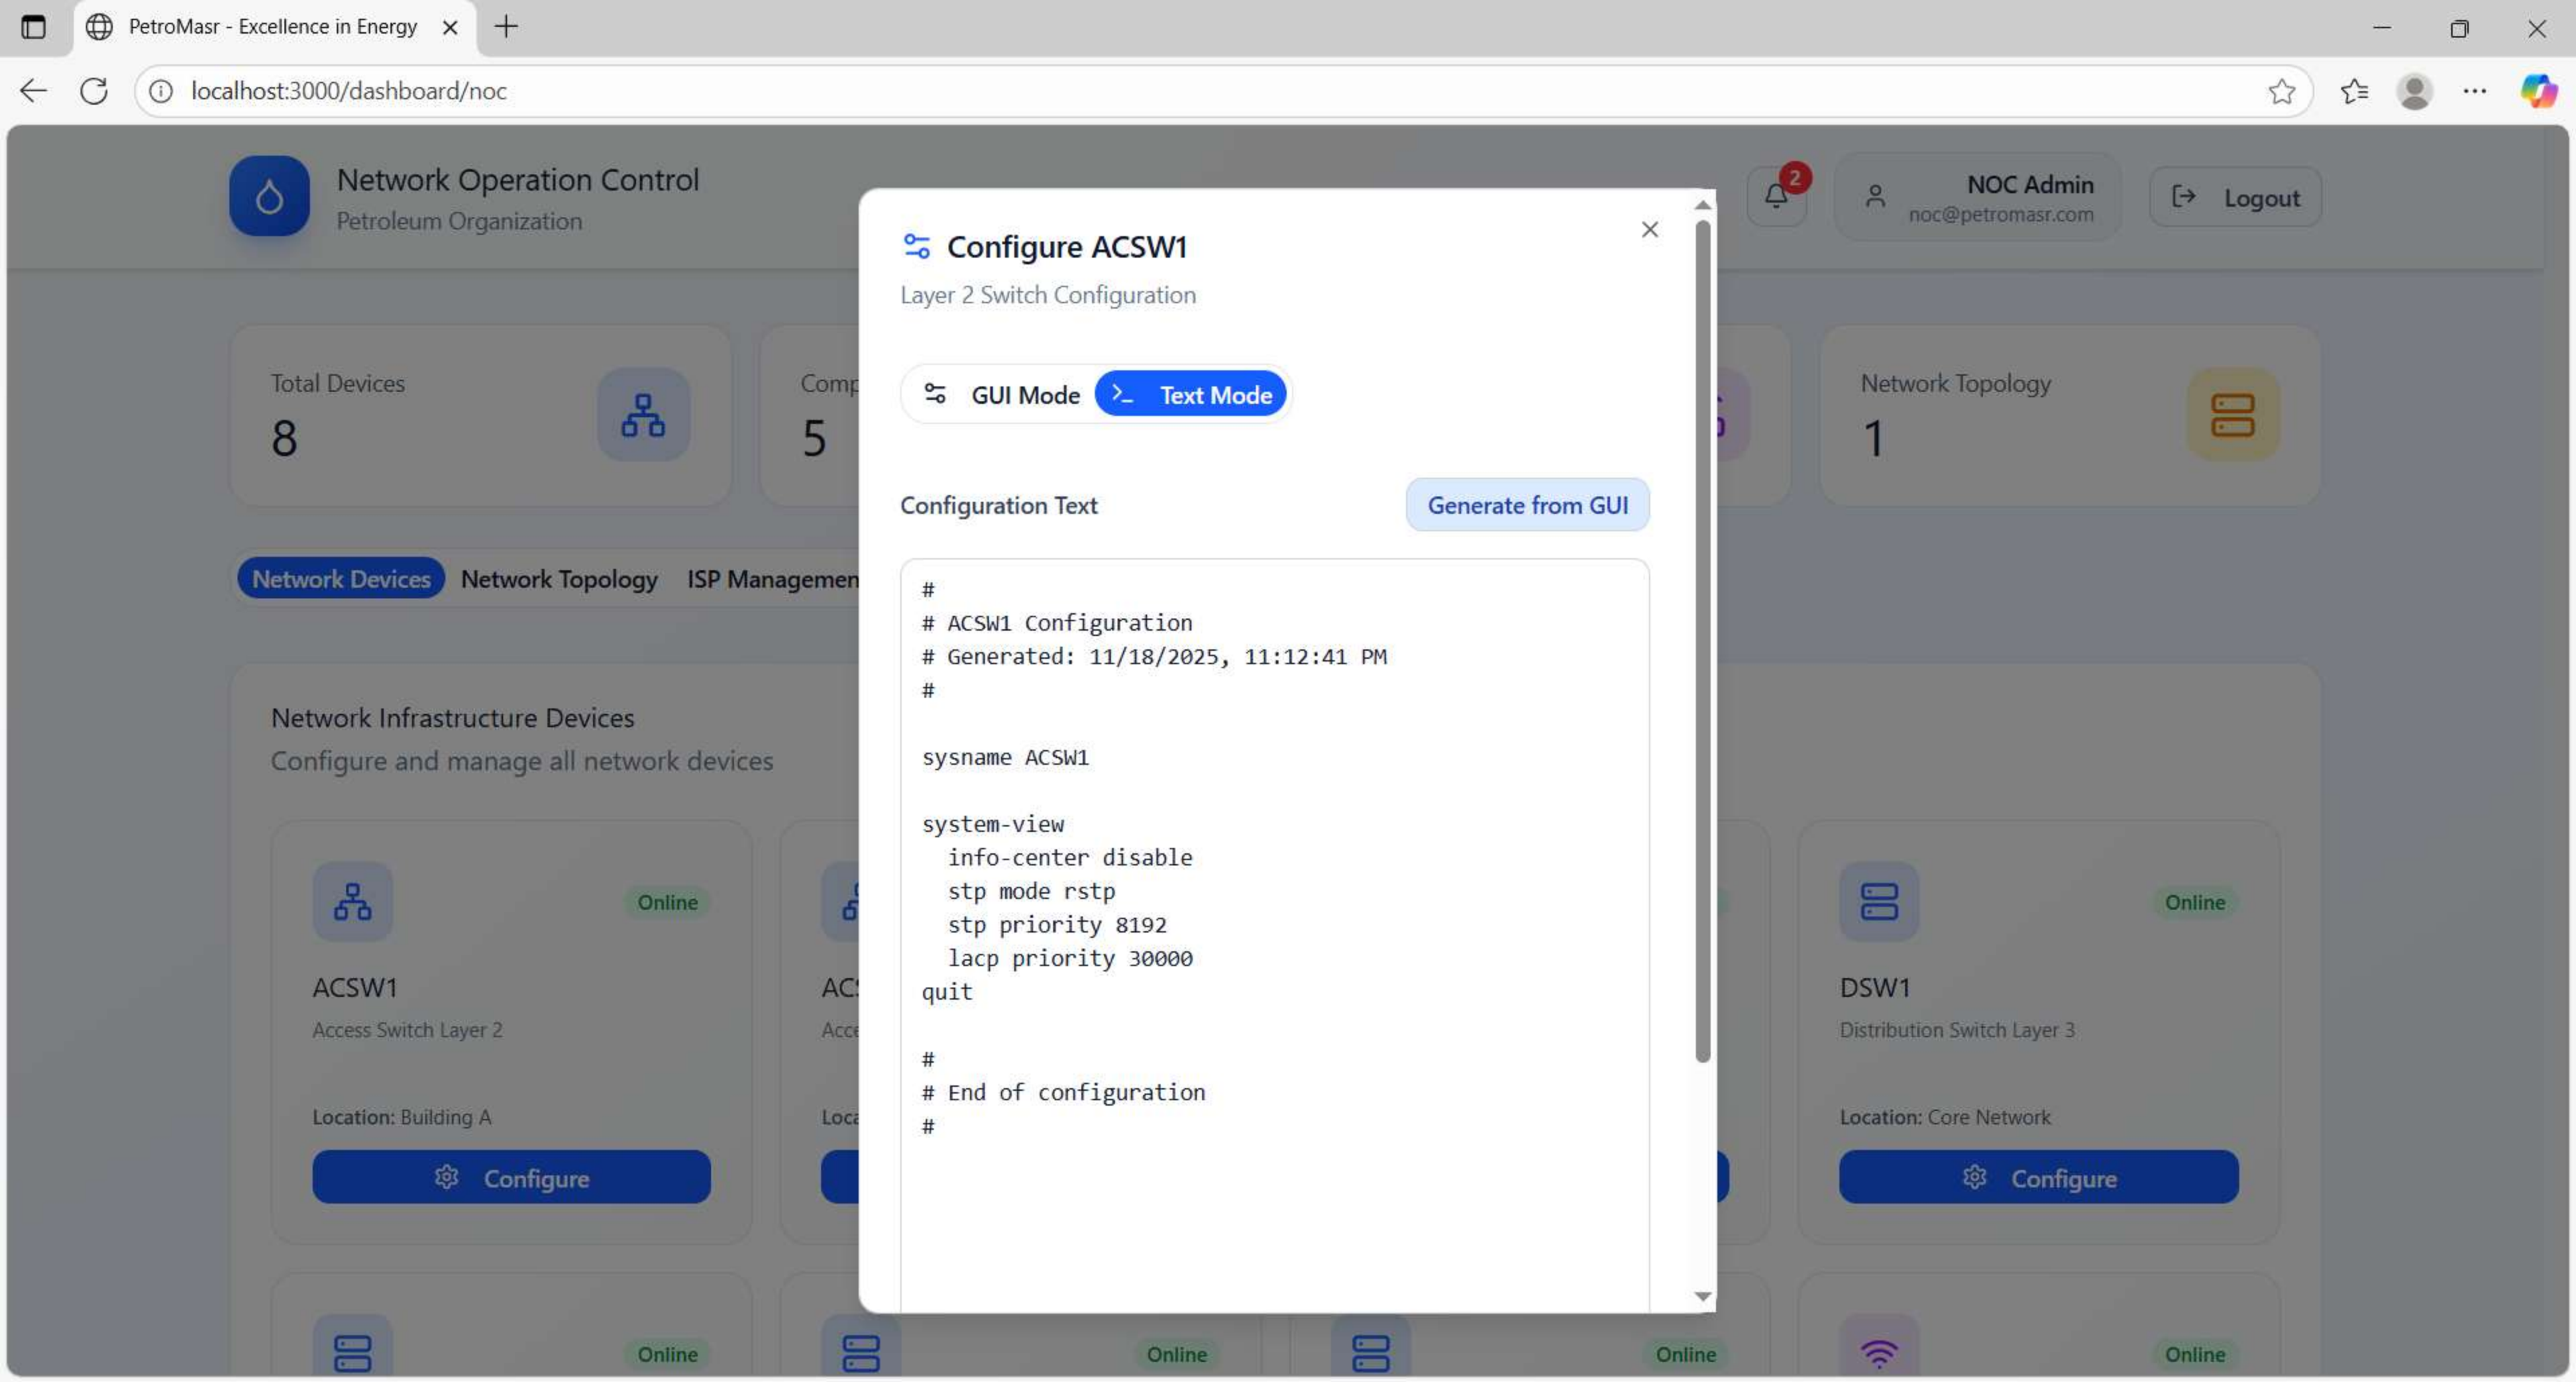 PetroMasr - Excellence in Energy
localhost:3000/dashboard/noc
Network Operation Control
Petroleum Organization
2
NOC Admin
noc@petromasr.com
Logout
Total Devices
8
Comp
5
Network Topology
1
Network Devices
Network Topology
ISP Managemen
Network Infrastructure Devices
Configure and manage all network devices
Online
ACSW1
Access Switch Layer 2
Location: Building A
Configure
ACS
Acce
Loca
Online
DSW1
Distribution Switch Layer 3
Location: Core Network
Configure
Online
Online
Online
Online
Configure ACSW1
Layer 2 Switch Configuration
GUI Mode
>_ Text Mode
Configuration Text
Generate from GUI
#
# ACSW1 Configuration
# Generated: 11/18/2025, 11:12:41 PM
#
sysname ACSW1
system-view
info-center disable
stp mode rstp
stp priority 8192
lacp priority 30000
quit
#
# End of configuration
#